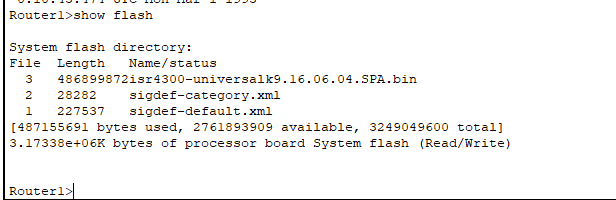 Router1>show flash
System flash directory:
File  Length   Name/status
  3   486899872isr4300-universalk9.16.06.04.SPA.bin
  2   28282    sigdef-category.xml
  1   227537   sigdef-default.xml
[487155691 bytes used, 2761893909 available, 3249049600 total]
3.17338e+06K bytes of processor board System flash (Read/Write)
Router1>